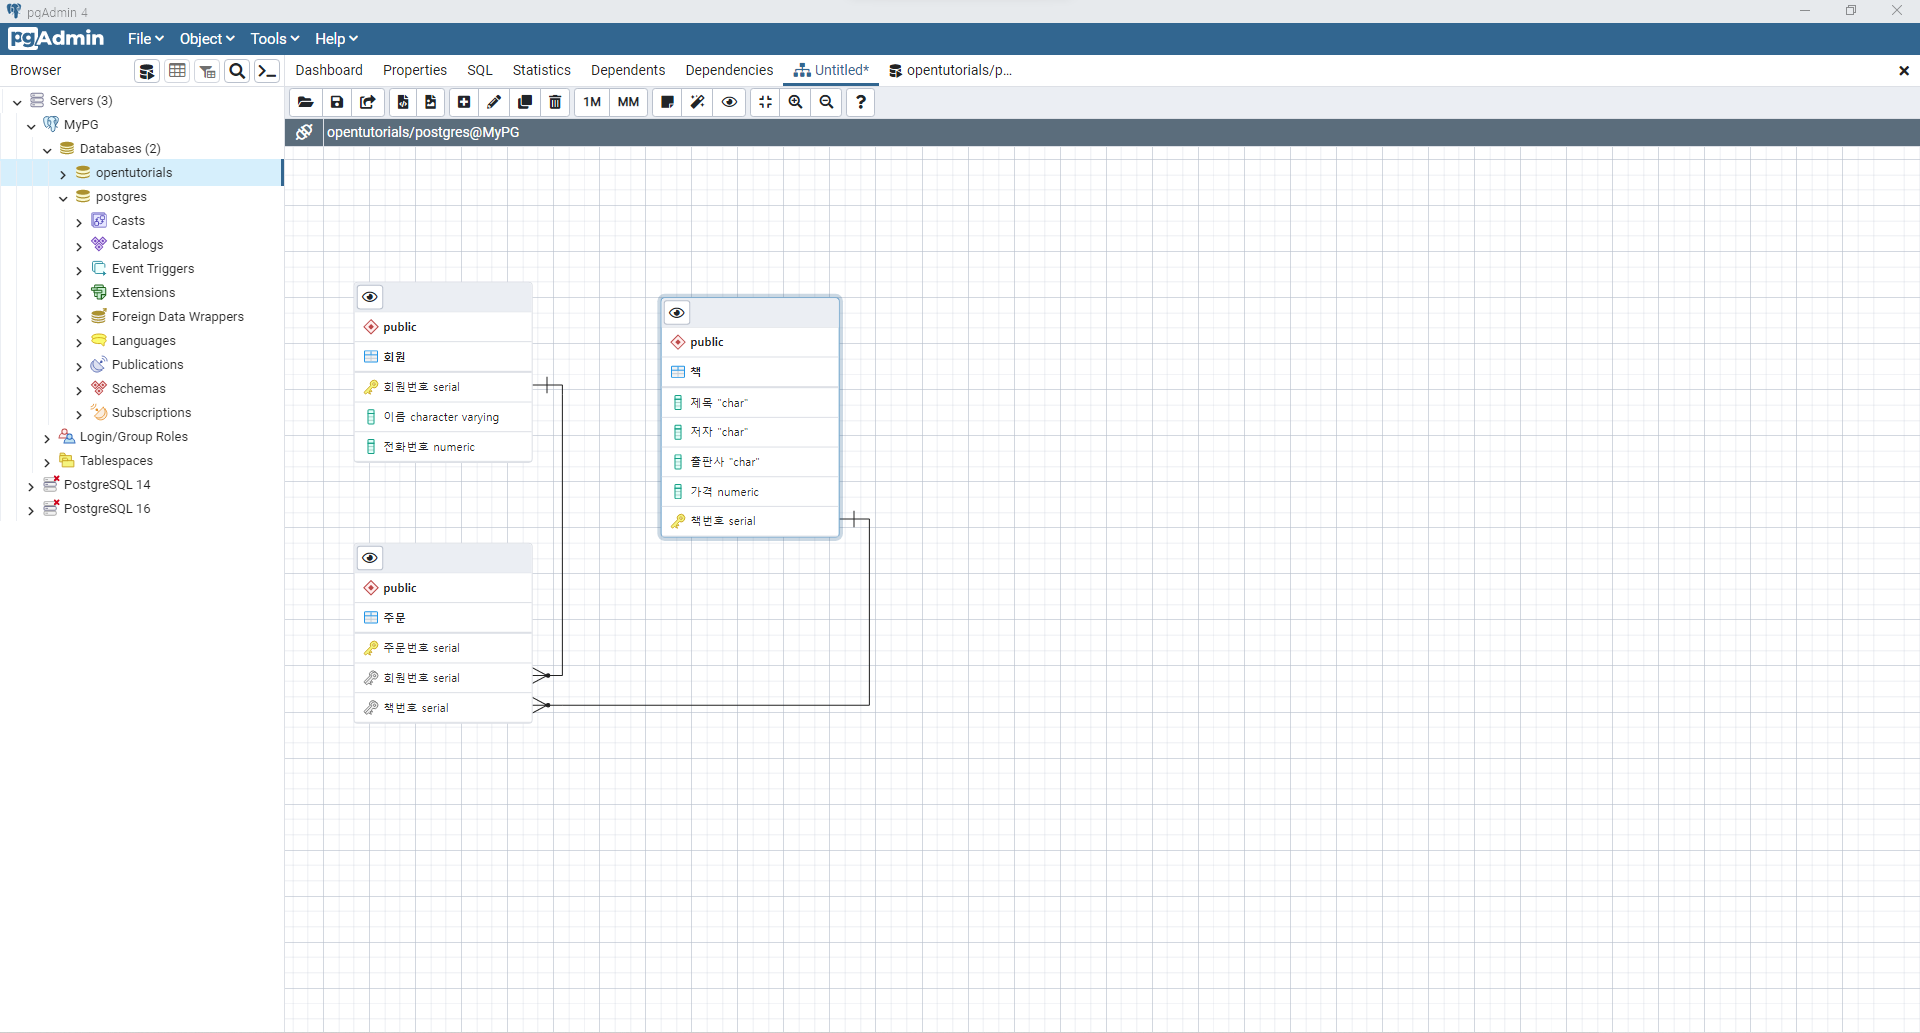 pgAdmin 4
pgAdmin File Object Tools Help
Browser
Dashboard Properties SQL Statistics Dependents Dependencies Untitled* opentutorials/p...
1M MM ?
opentutorials/postgres@MyPG
Servers (3)
MyPG
Databases (2)
opentutorials
postgres
Casts
Catalogs
Event Triggers
Extensions
Foreign Data Wrappers
Languages
Publications
Schemas
Subscriptions
Login/Group Roles
Tablespaces
PostgreSQL 14
PostgreSQL 16
public
회원
회원번호 serial
이름 character varying
전화번호 numeric
public
책
제목 "char"
저자 "char"
출판사 "char"
가격 numeric
책번호 serial
public
주문
주문번호 serial
회원번호 serial
책번호 serial